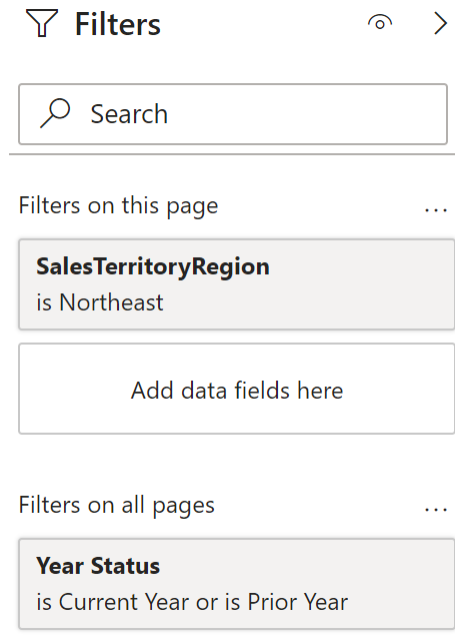 Filters
Search
Filters on this page
...
SalesTerritoryRegion
is Northeast
Add data fields here
Filters on all pages
...
Year Status
is Current Year or is Prior Year